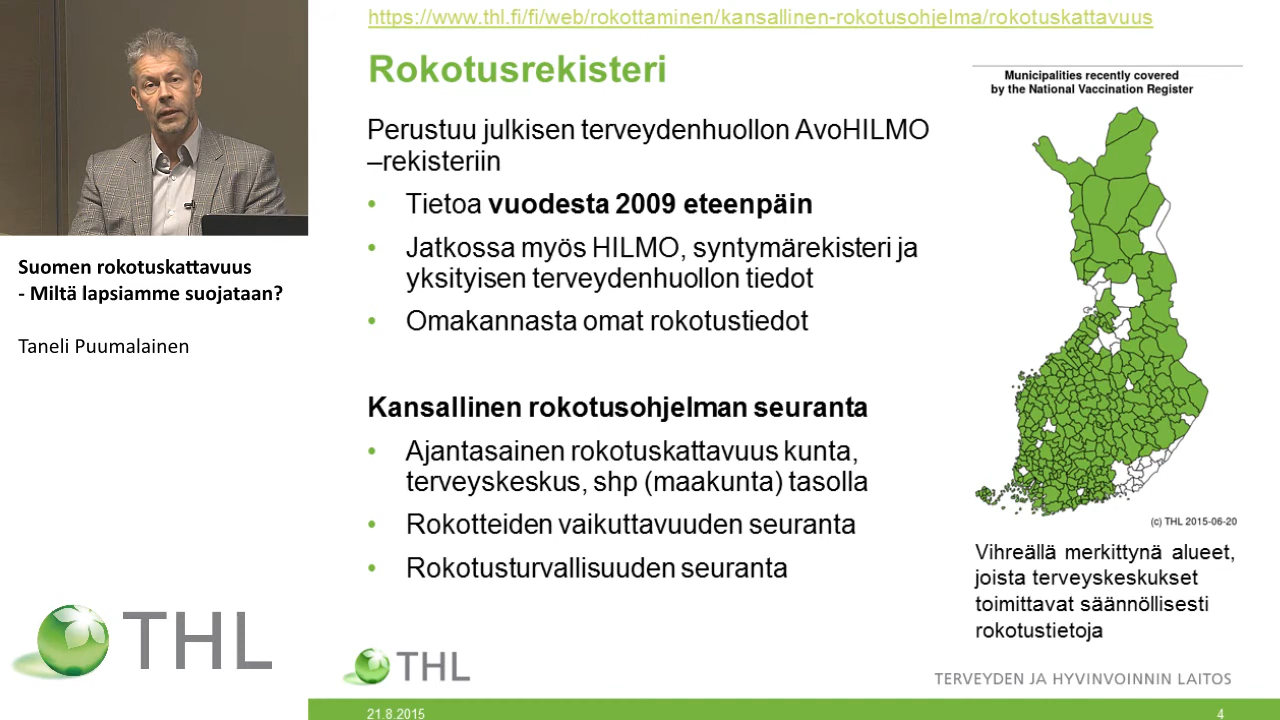 https://www.thl.fi/fi/web/rokottaminen/kansallinen-rokotusohjelma/rokotuskattavuus
Rokotusrekisteri
Perustuu julkisen terveydenhuollon AvoHILMO
–rekisteriin
• Tietoa vuodesta 2009 eteenpäin
• Jatkossa myös HILMO, syntymärekisteri ja
yksityisen terveydenhuollon tiedot
• Omakannasta omat rokotustiedot
Kansallinen rokotusohjelman seuranta
• Ajantasainen rokotuskattavuus kunta,
terveyskeskus, shp (maakunta) tasolla
• Rokotteiden vaikuttavuuden seuranta
• Rokotusturvallisuuden seuranta
Municipalities recently covered
by the National Vaccination Register
(c) THL 2015-06-20
Vihreällä merkittynä alueet,
joista terveyskeskukset
toimittavat säännöllisesti
rokotustietoja
Suomen rokotuskattavuus
- Miltä lapsiamme suojataan?
Taneli Puumalainen
THL
THL
TERVEYDEN JA HYVINVOINNIN LAITOS
21.8.2015
4